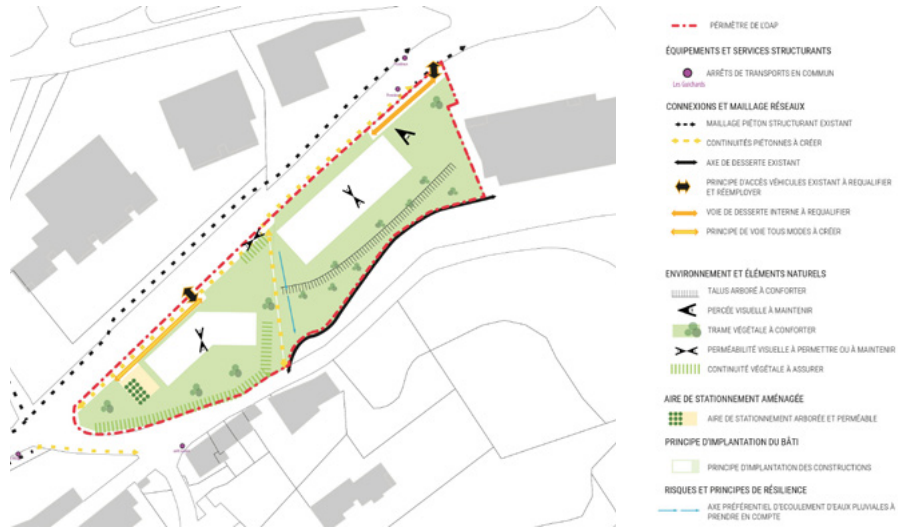 PÉRIMÈTRE DE L'OAP
ÉQUIPEMENTS ET SERVICES STRUCTURANTS
ARRÊTS DE TRANSPORTS EN COMMUN
CONNEXIONS ET MAILLAGE RÉSEAUX
MAILLAGE PIÉTON STRUCTURANT EXISTANT
CONTINUITÉS PIÉTONNES À CRÉER
AXE DE DESSERTE EXISTANT
PRINCIPE D'ACCÈS VÉHICULES EXISTANT À REQUALIFIER
ET RÉEMPLOYER
VOIE DE DESSERTE INTERNE À REQUALIFIER
PRINCIPE DE VOIE TOUS MODES À CRÉER
ENVIRONNEMENT ET ÉLÉMENTS NATURELS
TALUS ARBORÉ À CONFORTER
PERCÉE VISUELLE À MAINTENIR
TRAME VÉGÉTALE À CONFORTER
PERMÉABILITÉ VISUELLE À PERMETTRE OU À MAINTENIR
CONTINUITÉ VÉGÉTALE À ASSURER
AIRE DE STATIONNEMENT AMÉNAGÉE
AIRE DE STATIONNEMENT ARBORÉE ET PERMÉABLE
PRINCIPE D'IMPLANTATION DU BÂTI
PRINCIPE D'IMPLANTATION DES CONSTRUCTIONS
RISQUES ET PRINCIPES DE RÉSILIENCE
AXE PRÉFÉRENTIEL D'ECOULEMENT D'EAUX PLUVIALES À
PRENDRE EN COMPTE